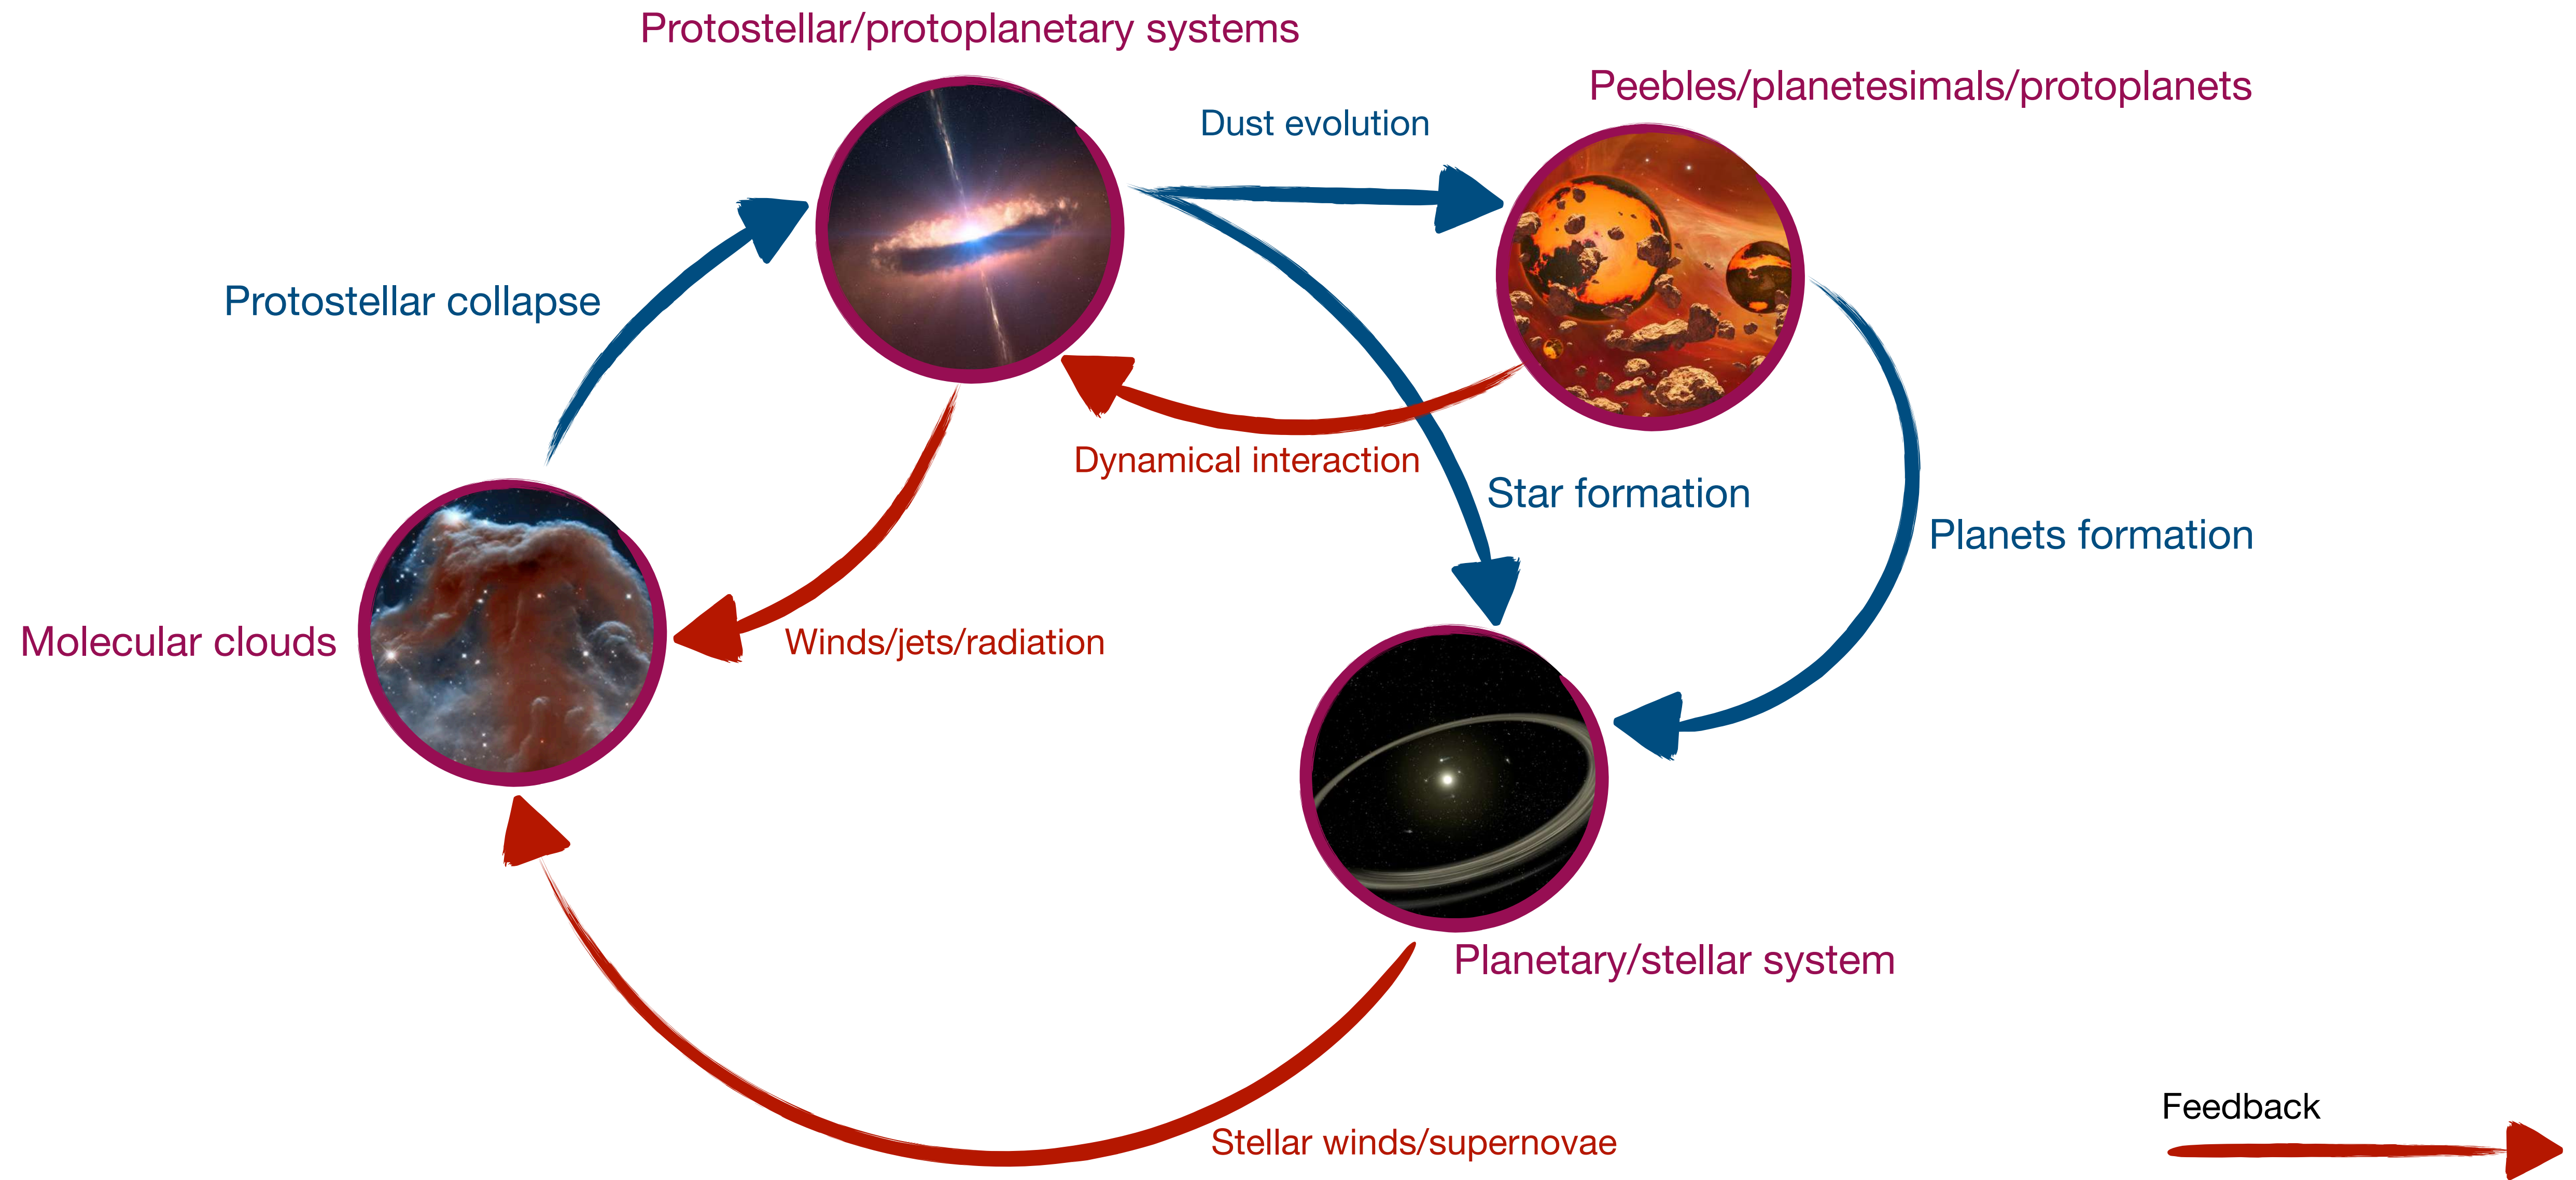 Protostellar/protoplanetary systems
Peebles/planetesimals/protoplanets
Dust evolution
Protostellar collapse
Dynamical interaction
Star formation
Planets formation
Molecular clouds
Winds/jets/radiation
Planetary/stellar system
Feedback
Stellar winds/supernovae